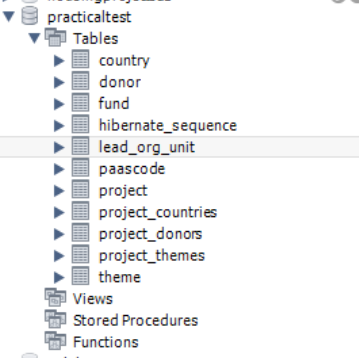 practicaltest
Tables
country
donor
fund
hibernate_sequence
lead_org_unit
paascode
project
project_countries
project_donors
project_themes
theme
Views
Stored Procedures
Functions